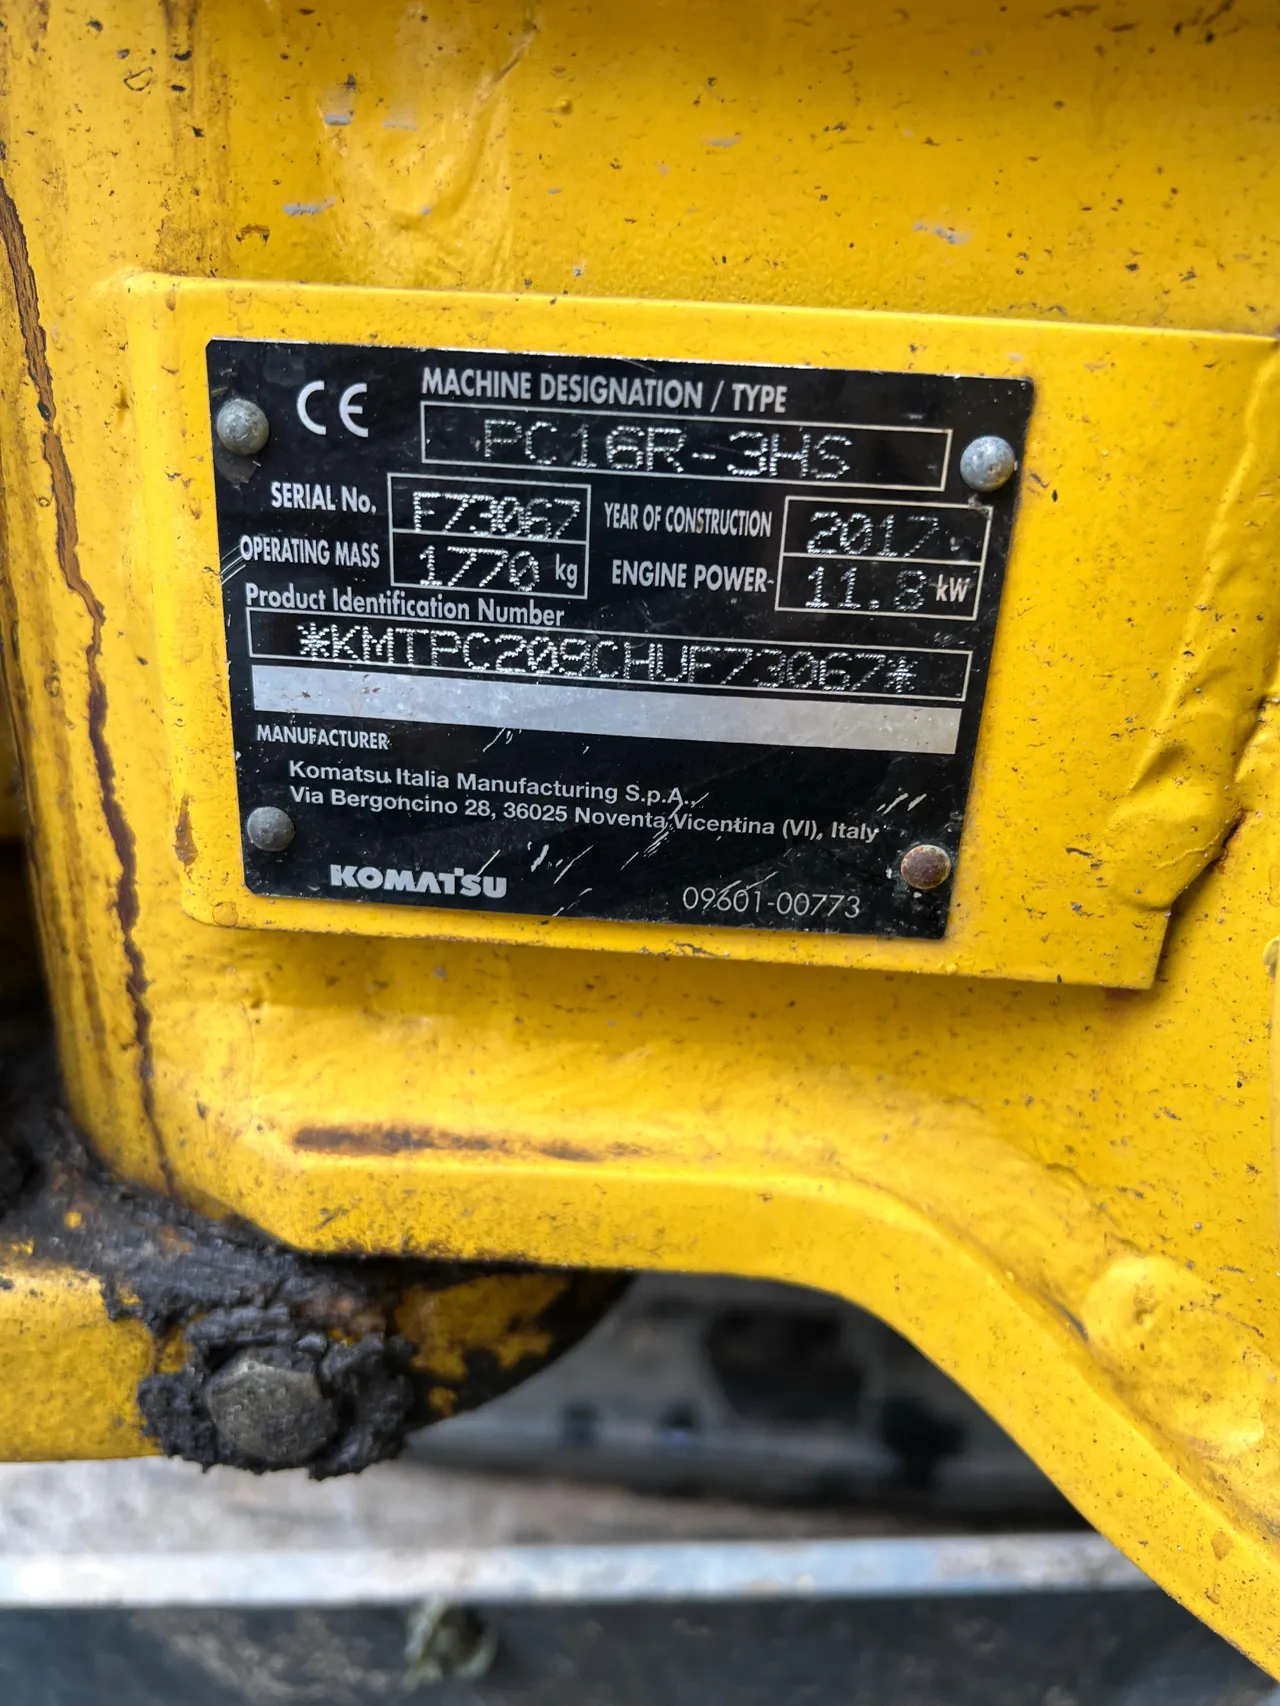 CE
MACHINE DESIGNATION / TYPE
PC16R-3HS
SERIAL No. F73067 YEAR OF CONSTRUCTION 2017
OPERATING MASS 1770 kg ENGINE POWER 11.8 kW
Product Identification Number
*KMTPC209CHUF73067*
MANUFACTURER
Komatsu Italia Manufacturing S.p.A.,
Via Bergoncino 28, 36025 Noventa Vicentina (VI), Italy
KOMATSU 09601-00773